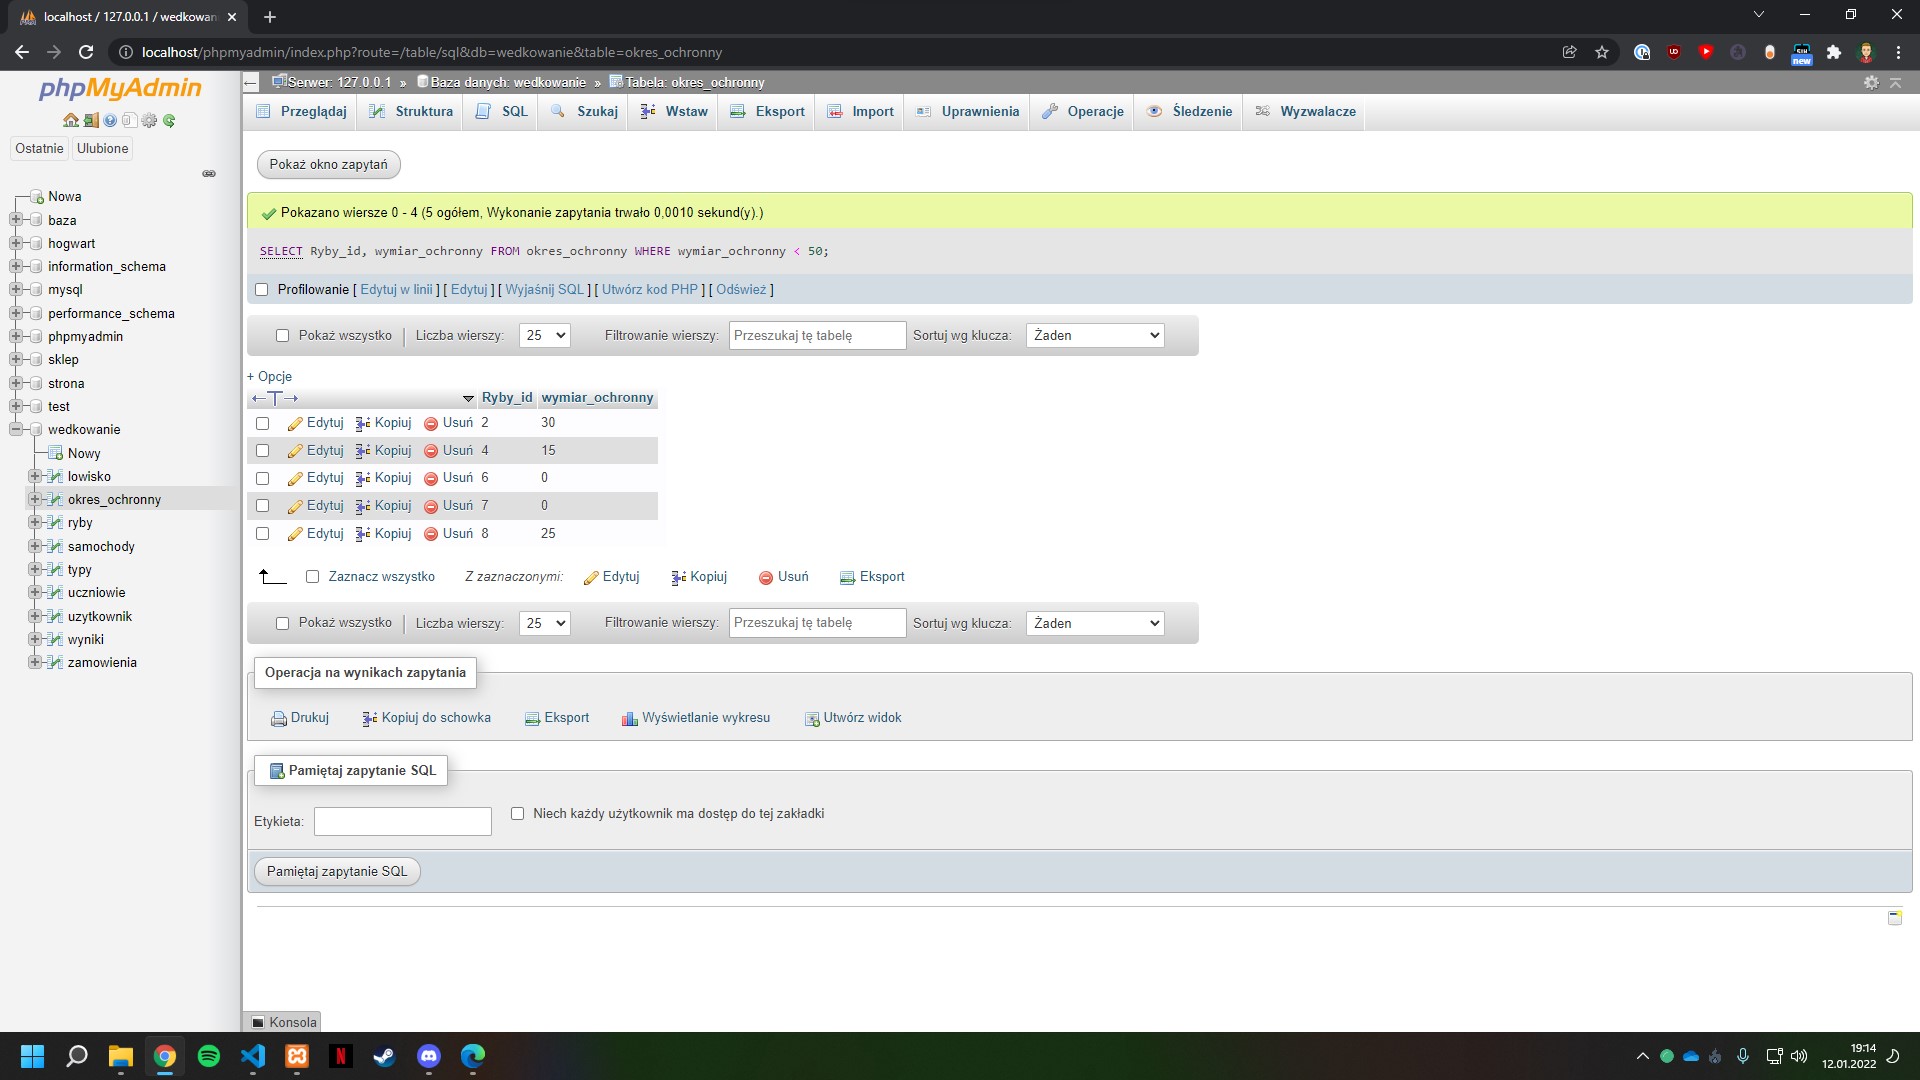 localhost / 127.0.0.1 / wedkowan
localhost/phpmyadmin/index.php?route=/table/sql&db=wedkowanie&table=okres_ochronny
new
phpMyAdmin
Ostatnie Ulubione
Nowa
baza
hogwart
information_schema
mysql
performance_schema
phpmyadmin
sklep
strona
test
wedkowanie
Nowy
lowisko
okres_ochronny
ryby
samochody
typy
uczniowie
uzytkownik
wyniki
zamowienia
Serwer: 127.0.0.1 » Baza danych: wedkowanie » Tabela: okres_ochronny
Przeglądaj Struktura SQL Szukaj Wstaw Eksport Import Uprawnienia Operacje Śledzenie Wyzwalacze
Pokaż okno zapytań
Pokazano wiersze 0 - 4 (5 ogółem, Wykonanie zapytania trwało 0,0010 sekund(y).)
SELECT Ryby_id, wymiar_ochronny FROM okres_ochronny WHERE wymiar_ochronny < 50;
Profilowanie [ Edytuj w linii ] [ Edytuj ] [ Wyjaśnij SQL ] [ Utwórz kod PHP ] [ Odśwież ]
Pokaż wszystko Liczba wierszy: 25 Filtrowanie wierszy: Przeszukaj tę tabelę Sortuj wg klucza: Żaden
+ Opcje
←T→ Ryby_id wymiar_ochronny
Edytuj Kopiuj Usuń 2 30
Edytuj Kopiuj Usuń 4 15
Edytuj Kopiuj Usuń 6 0
Edytuj Kopiuj Usuń 7 0
Edytuj Kopiuj Usuń 8 25
Zaznacz wszystko Z zaznaczonymi: Edytuj Kopiuj Usuń Eksport
Pokaż wszystko Liczba wierszy: 25 Filtrowanie wierszy: Przeszukaj tę tabelę Sortuj wg klucza: Żaden
Operacja na wynikach zapytania
Drukuj Kopiuj do schowka Eksport Wyświetlanie wykresu Utwórz widok
Pamiętaj zapytanie SQL
Etykieta: Niech każdy użytkownik ma dostęp do tej zakładki
Pamiętaj zapytanie SQL
Konsola
19:14
12.01.2022